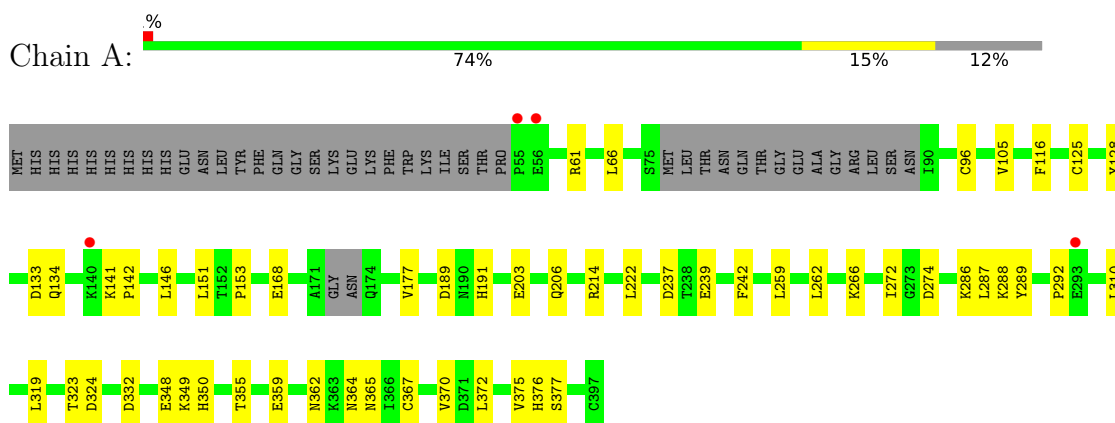 %
Chain A: 74% 15% 12%
MET HIS HIS HIS HIS HIS HIS HIS HIS HIS GLU ASN LEU TYR PHE GLN GLY SER LYS GLU LYS PHE TRP LYS ILE SER THR PRO P55 E56 R61 L66 S75 MET LEU THR ASN GLN THR GLY GLU ALA GLY ARG LEU SER ASN I90 C96 V105 F116 C125
D133 Q134 K140 K141 P142 L146 L151 T152 P153 E168 A171 GLY ASN Q174 V177 D189 N190 H191 E203 Q206 R214 L222 D237 T238 E239 F242 L259 L262 K266 I272 G273 D274 K286 L287 K288 Y289 P292 E293
L319 T323 D324 D332 E348 K349 H350 T355 E359 N362 K363 N364 N365 I366 C367 V370 D371 L372 V375 H376 S377 C397